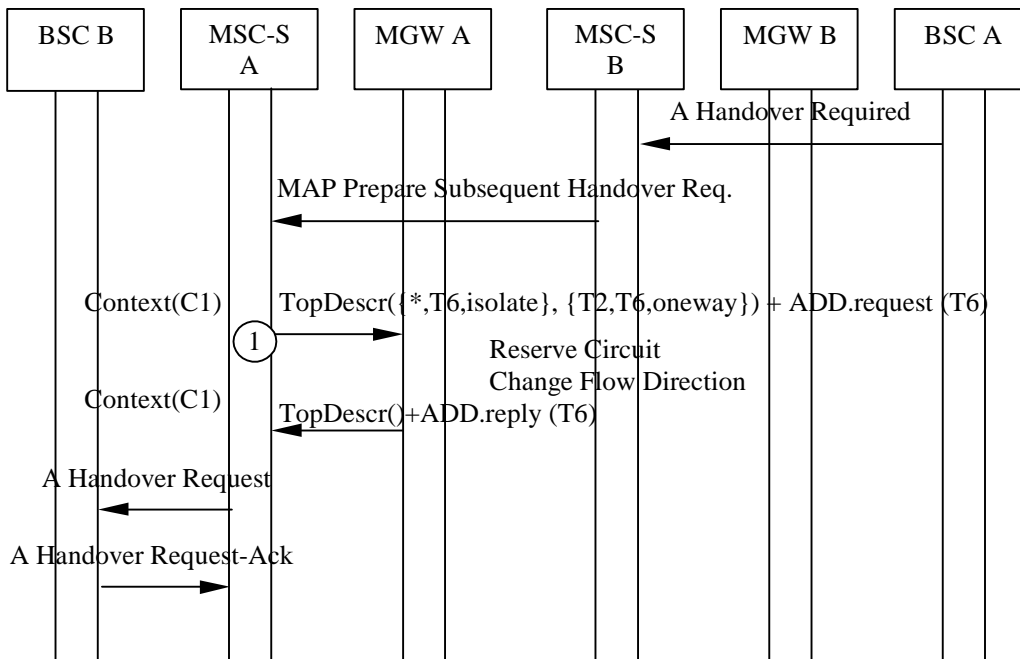 BSC B
MSC-S
A
MGW A
MSC-S
B
MGW B
BSC A
A Handover Required
MAP Prepare Subsequent Handover Req.
Context(C1)
TopDescr({*,T6,isolate}, {T2,T6,oneway}) + ADD.request (T6)
1
Reserve Circuit
Change Flow Direction
Context(C1)
TopDescr()+ADD.reply (T6)
A Handover Request
A Handover Request-Ack